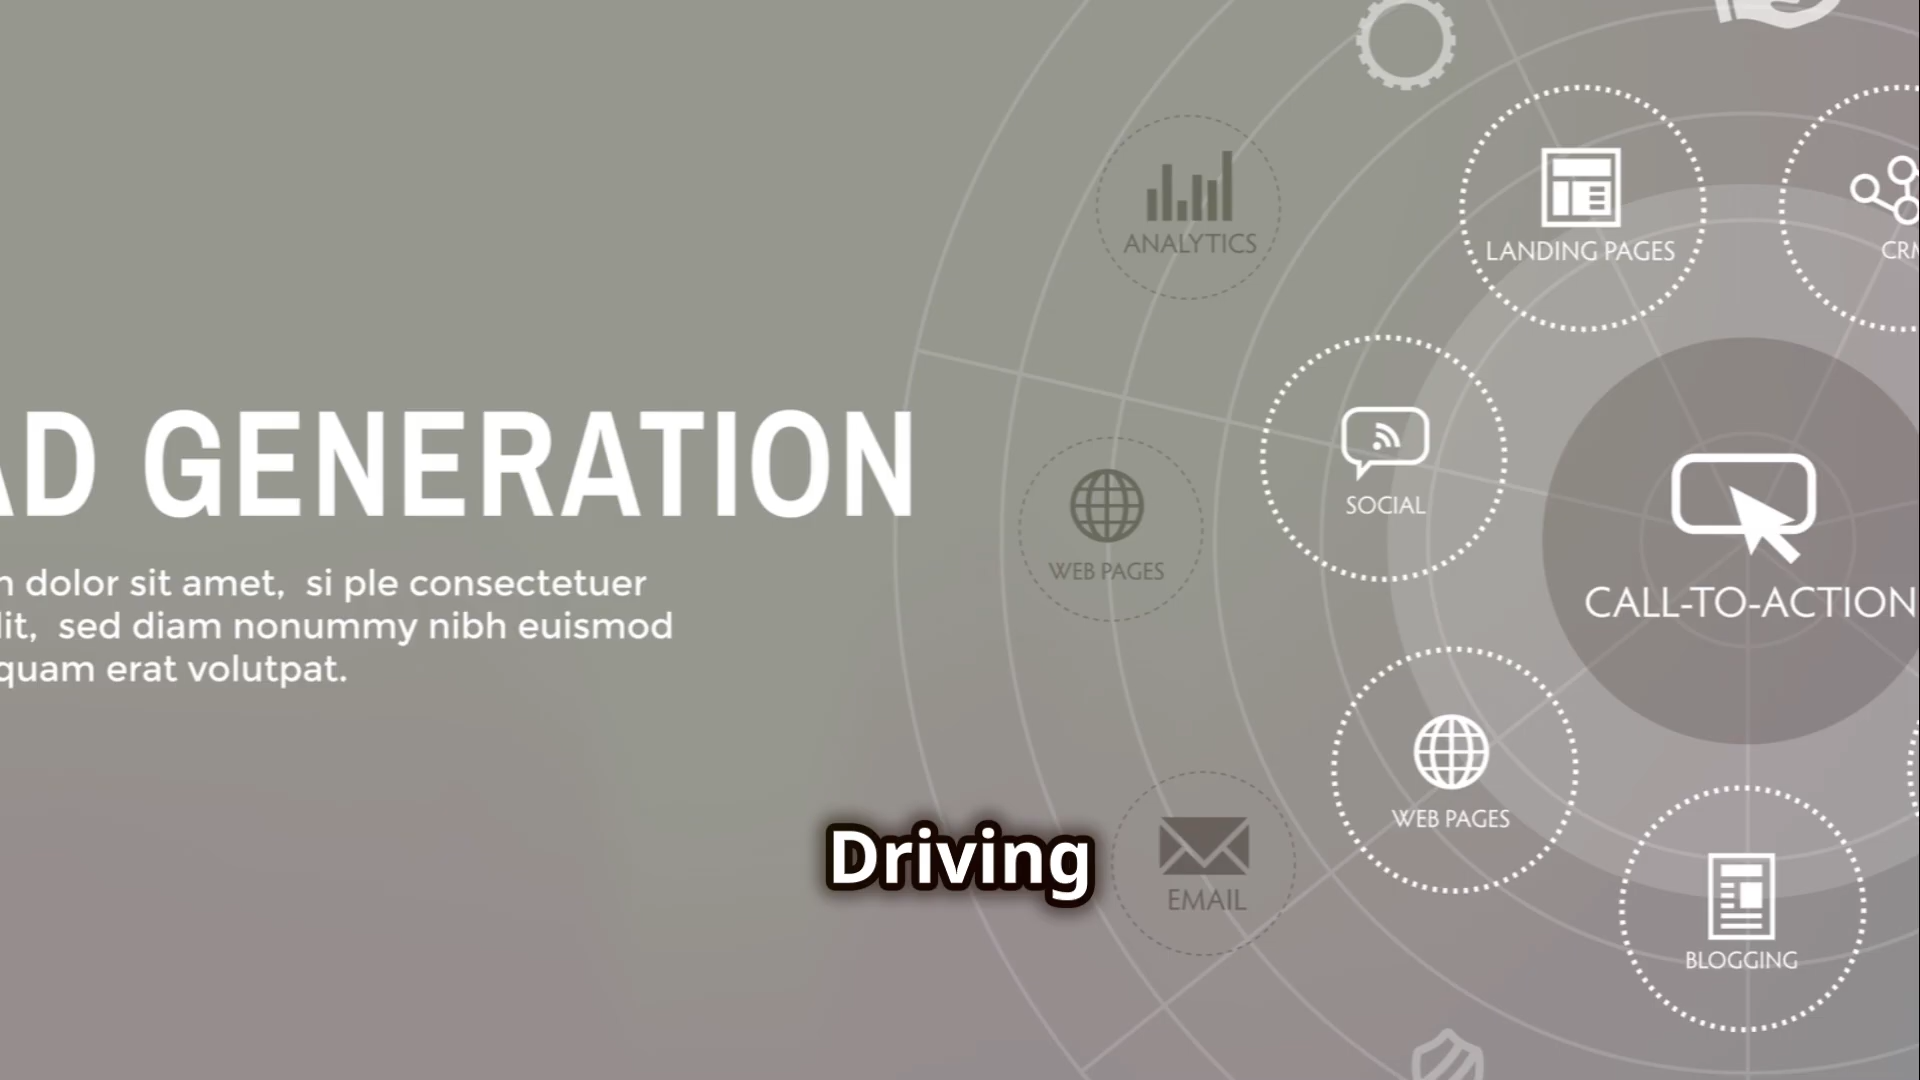 AD GENERATION
dolor sit amet, si ple consectetuer
lit, sed diam nonummy nibh euismod
quam erat volutpat.
ANALYTICS
LANDING PAGES
CRM
SOCIAL
WEB PAGES
CALL-TO-ACTION
WEB PAGES
Driving
EMAIL
BLOGGING